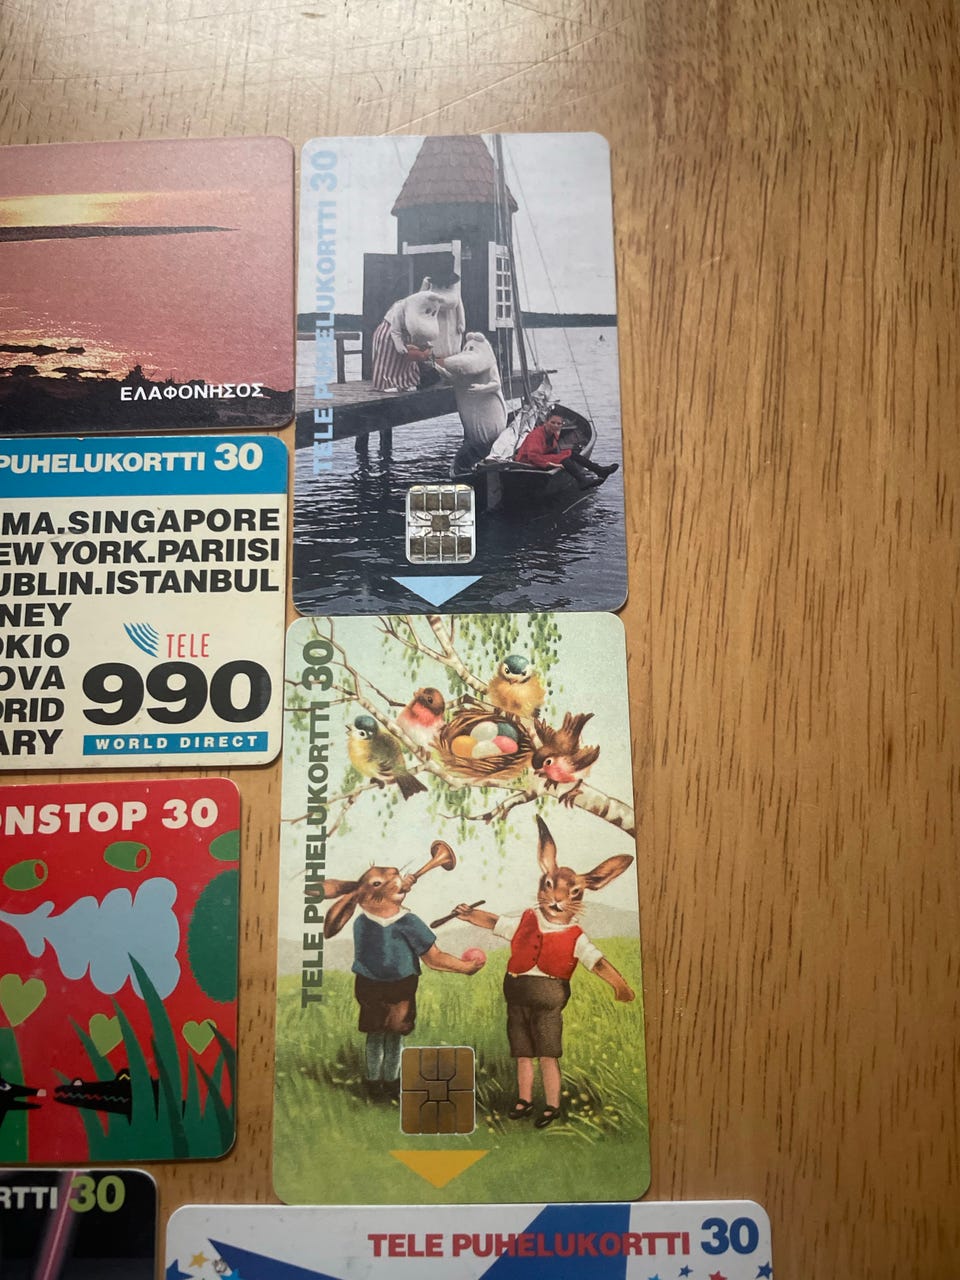 ΕΛΑΦΟΝΗΣΟΣ
TELE PUHELUKORTTI 30
PUHELUKORTTI 30
MA.SINGAPORE
EW YORK.PARIISI
UBLIN.ISTANBUL
NEY
OKIO
OVA
DRID
ARY
TELE
990
WORLD DIRECT
TELE PUHELUKORTTI 30
ONSTOP 30
RTTI 30
TELE PUHELUKORTTI 30